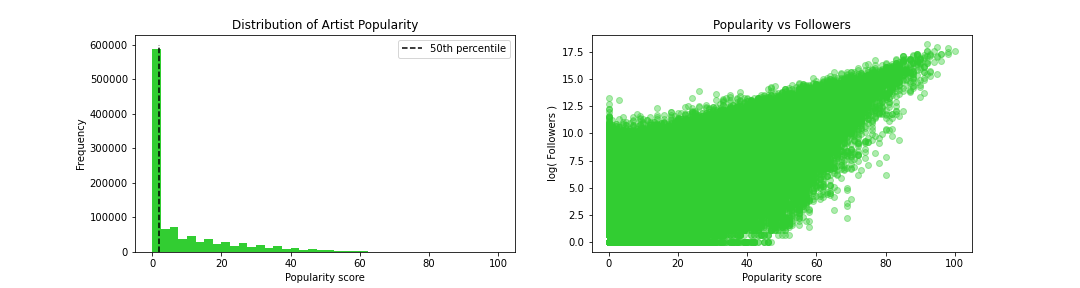 Distribution of Artist Popularity
50th percentile
600000
500000
400000
300000
200000
100000
0
Frequency
0 20 40 60 80 100
Popularity score
Popularity vs Followers
17.5
15.0
12.5
10.0
7.5
5.0
2.5
0.0
log( Followers )
0 20 40 60 80 100
Popularity score